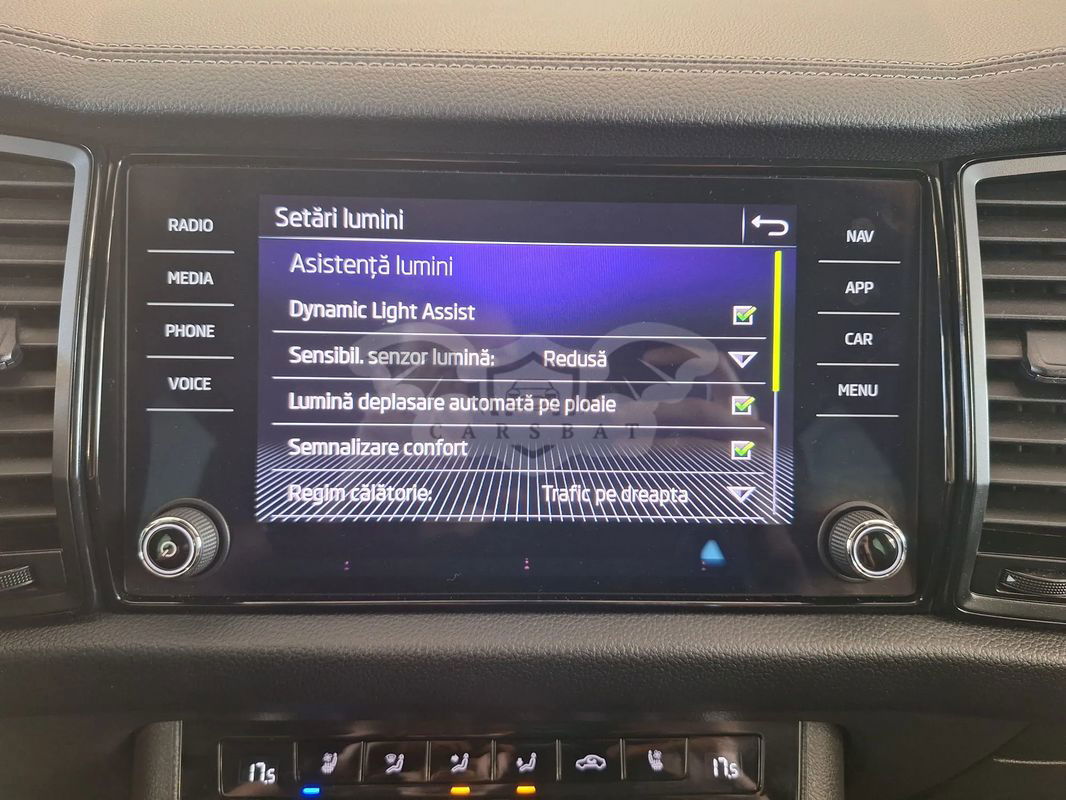 RADIO
MEDIA
PHONE
VOICE
Setări lumini
Asistență lumini
Dynamic Light Assist
Sensibil. senzor lumină: Redusă
Lumină deplasare automată pe ploaie
CARSBAT
Semnalizare confort
Regim călătorie: Trafic pe dreapta
NAV
APP
CAR
MENU
17.5 17.5